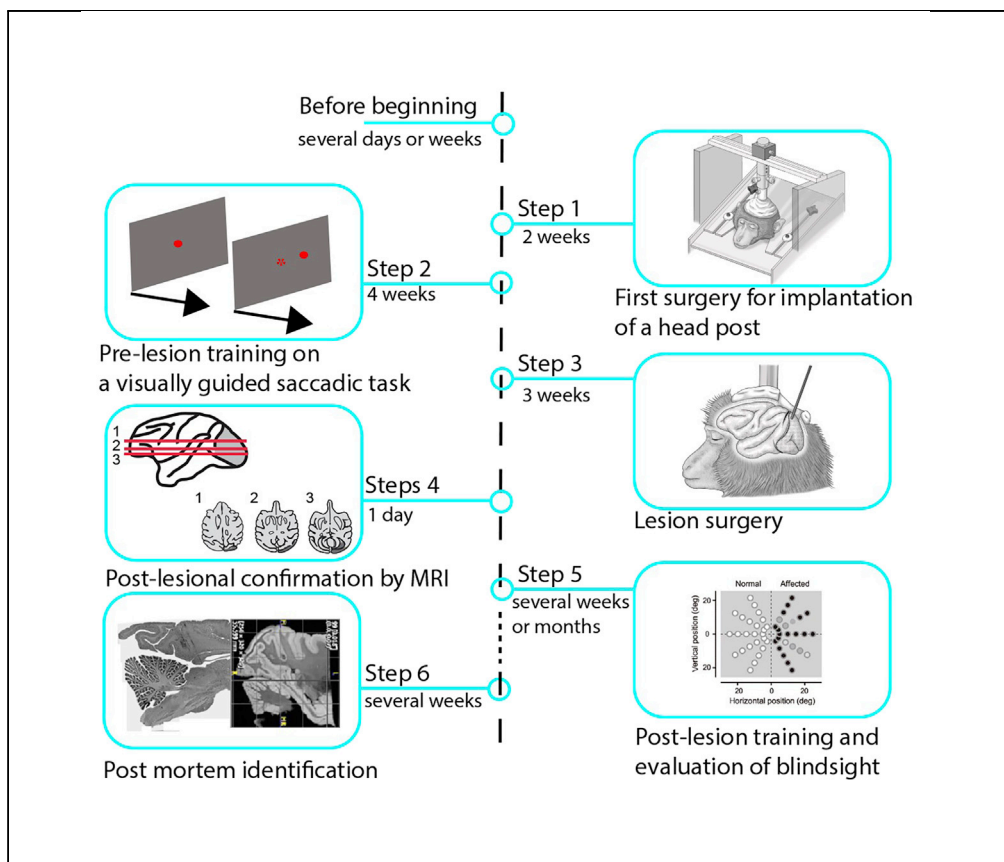 Before beginning
several days or weeks
Step 1
2 weeks
First surgery for implantation
of a head post
Step 2
4 weeks
Pre-lesion training on
a visually guided saccadic task
Step 3
3 weeks
Lesion surgery
1
2
3
1 2 3
Steps 4
1 day
Post-lesional confirmation by MRI
Step 5
several weeks
or months
Normal Affected
Vertical position (deg)
20
0
20
20 0 20
Horizontal position (deg)
Post-lesion training and
evaluation of blindsight
Step 6
several weeks
Post mortem identification